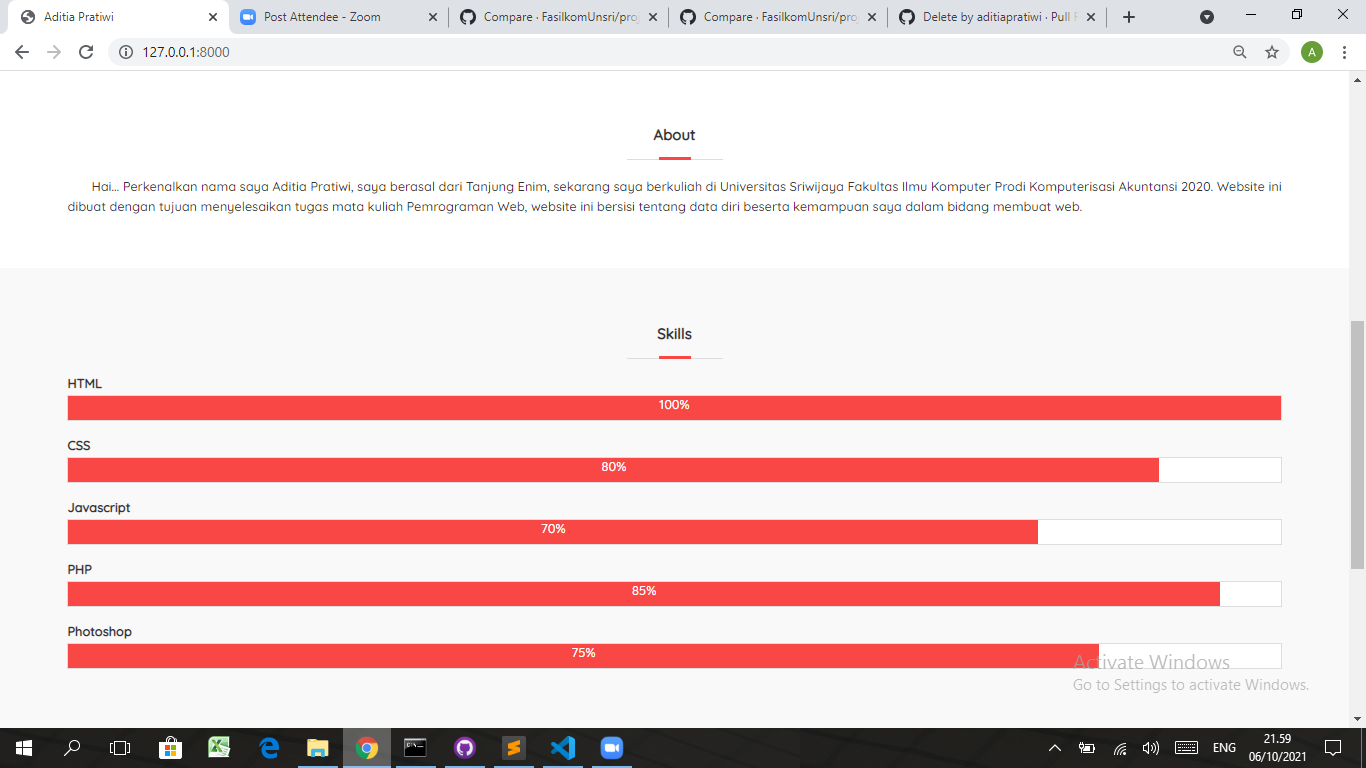 Aditia Pratiwi
Post Attendee - Zoom
Compare · FasilkomUnsri/pro
Compare · FasilkomUnsri/pro
Delete by aditiapratiwi · Pull
127.0.0.1:8000
A
About
Hai... Perkenalkan nama saya Aditia Pratiwi, saya berasal dari Tanjung Enim, sekarang saya berkuliah di Universitas Sriwijaya Fakultas Ilmu Komputer Prodi Komputerisasi Akuntansi 2020. Website ini
dibuat dengan tujuan menyelesaikan tugas mata kuliah Pemrograman Web, website ini bersisi tentang data diri beserta kemampuan saya dalam bidang membuat web.
Skills
HTML
100%
CSS
80%
Javascript
70%
PHP
85%
Photoshop
75%
Activate Windows
Go to Settings to activate Windows.
ENG
21.59
06/10/2021